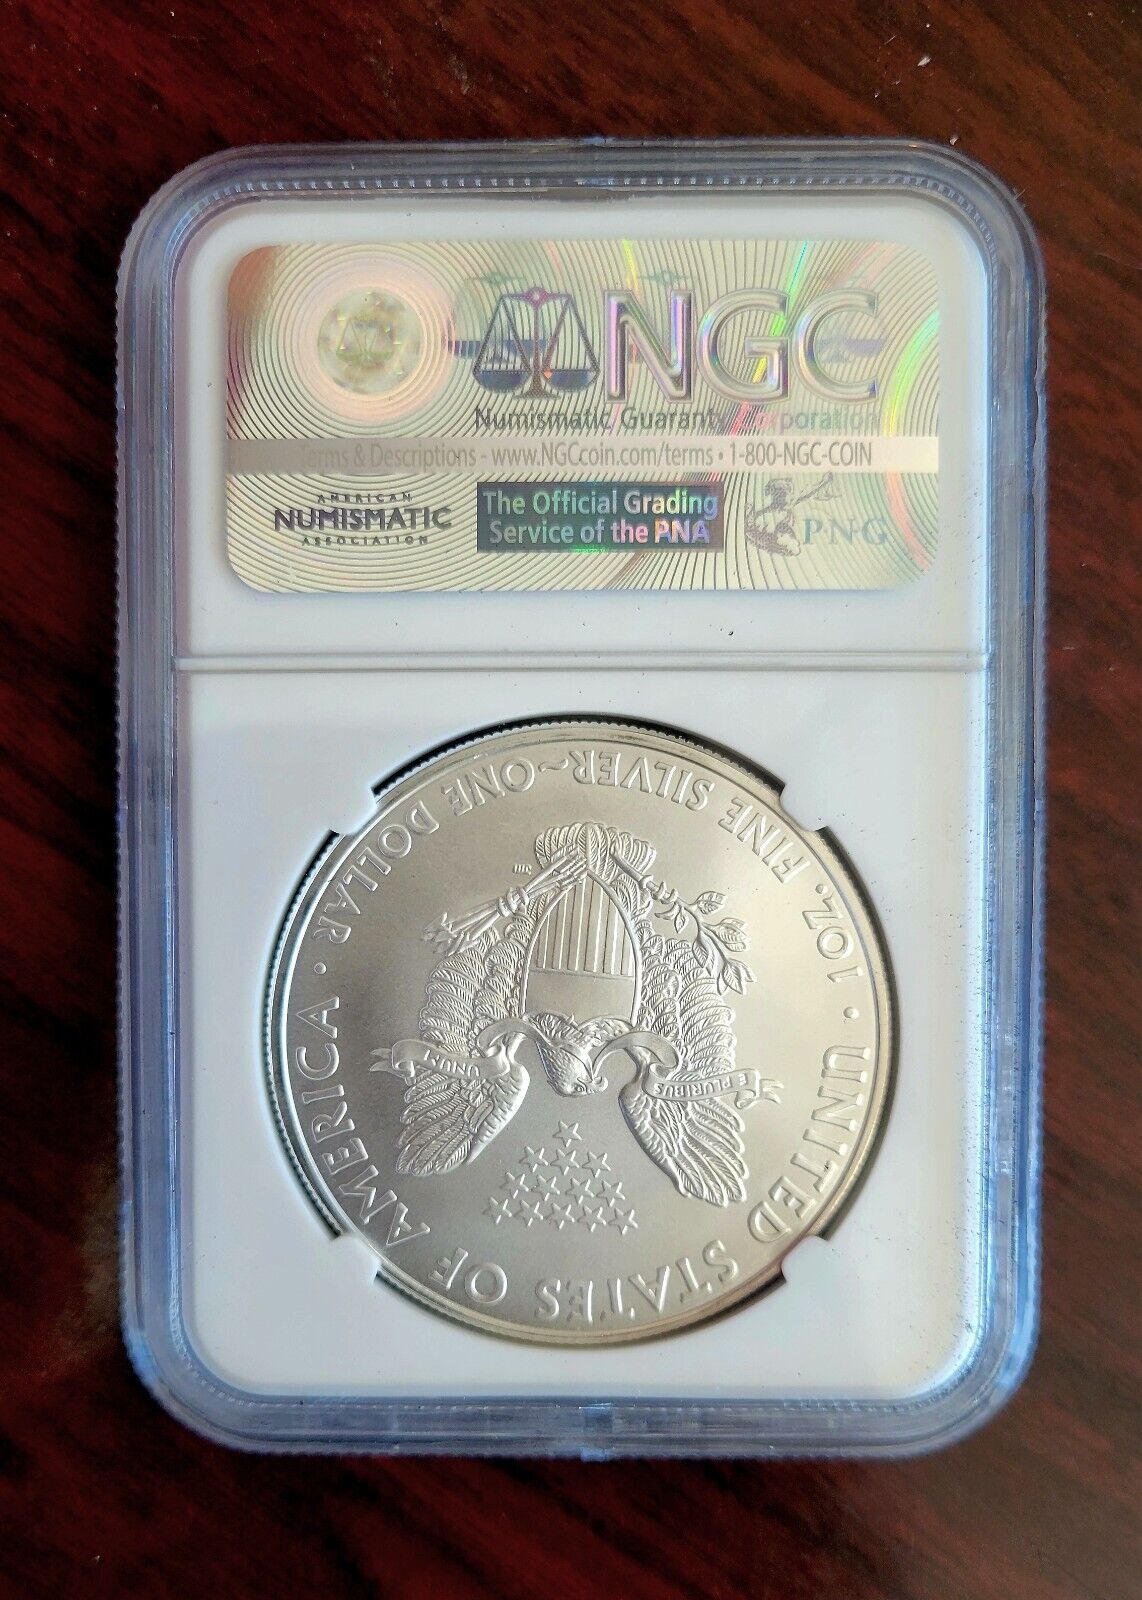 NGC
Numismatic Guaranty Corporation
Terms & Descriptions - www.NGCcoin.com/terms • 1-800-NGC-COIN
AMERICAN
NUMISMATIC
ASSOCIATION
The Official Grading
Service of the PNA
PNG
UNITED STATES OF AMERICA
1 OZ. FINE SILVER~ONE DOLLAR
E PLURIBUS
UNUM